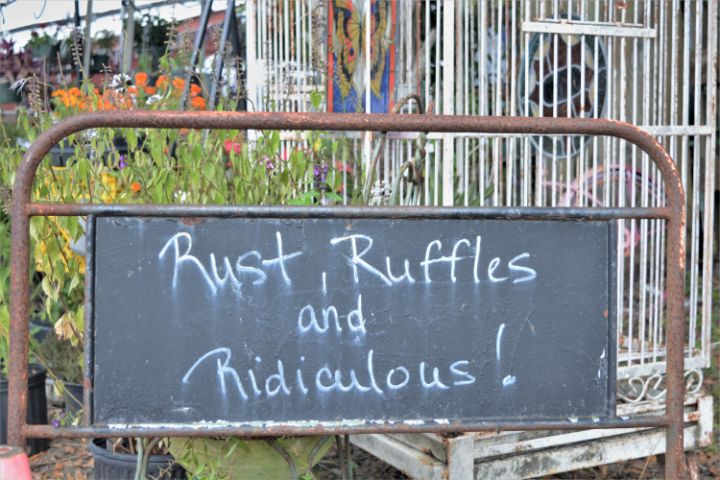 Rust, Ruffles
and
Ridiculous!